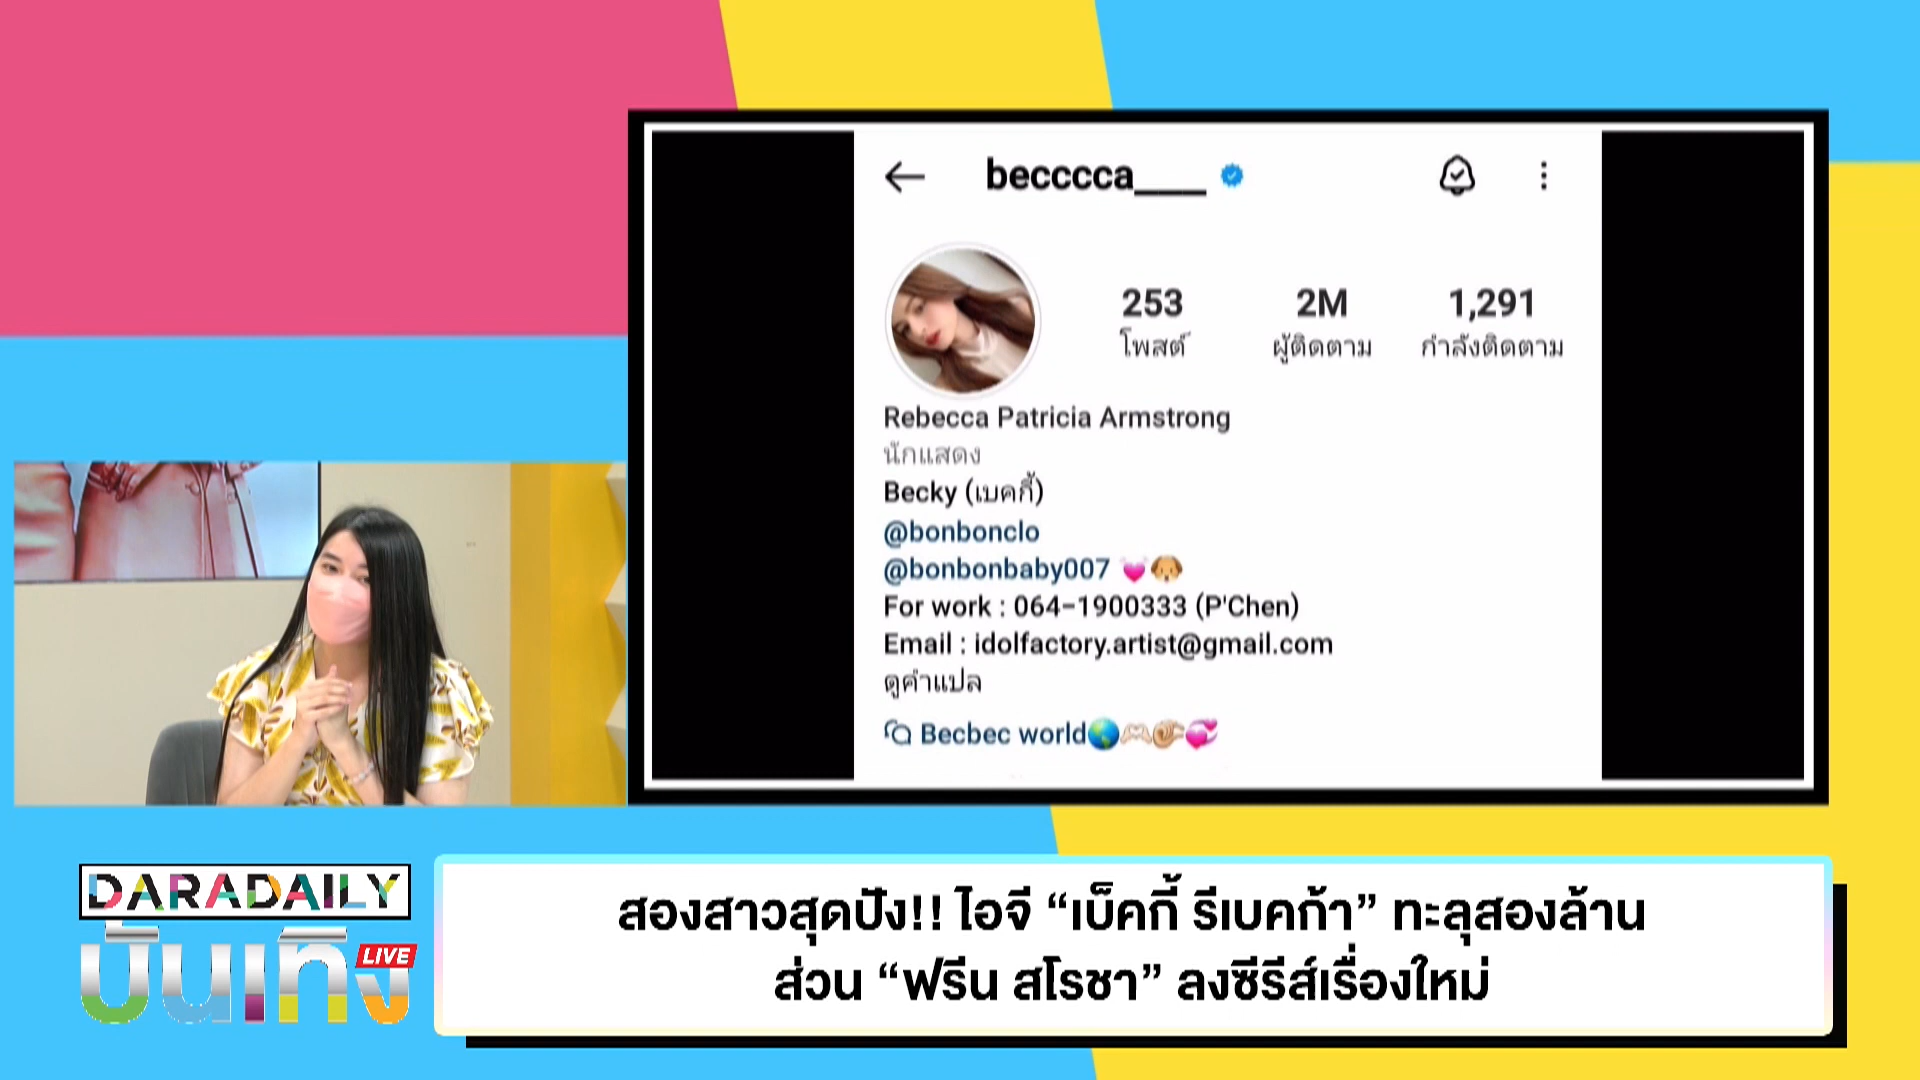 becccca____
253
2M
1,291
โพสต์
ผู้ติดตาม
กำลังติดตาม
Rebecca Patricia Armstrong
นักแสดง
Becky (เบคกี้)
@bonbonclo
@bonbonbaby007 💓🐶
For work : 064-1900333 (P'Chen)
Email : idolfactory.artist@gmail.com
ดูคำแปล
Becbec world🌎🫶🏻🤏🏻💞
DARADAILY
บันเทิง
LIVE
สองสาวสุดปัง!! ไอจี “เบ็คกี้ รีเบคก้า” ทะลุสองล้าน
ส่วน “ฟรีน สโรชา” ลงซีรีส์เรื่องใหม่